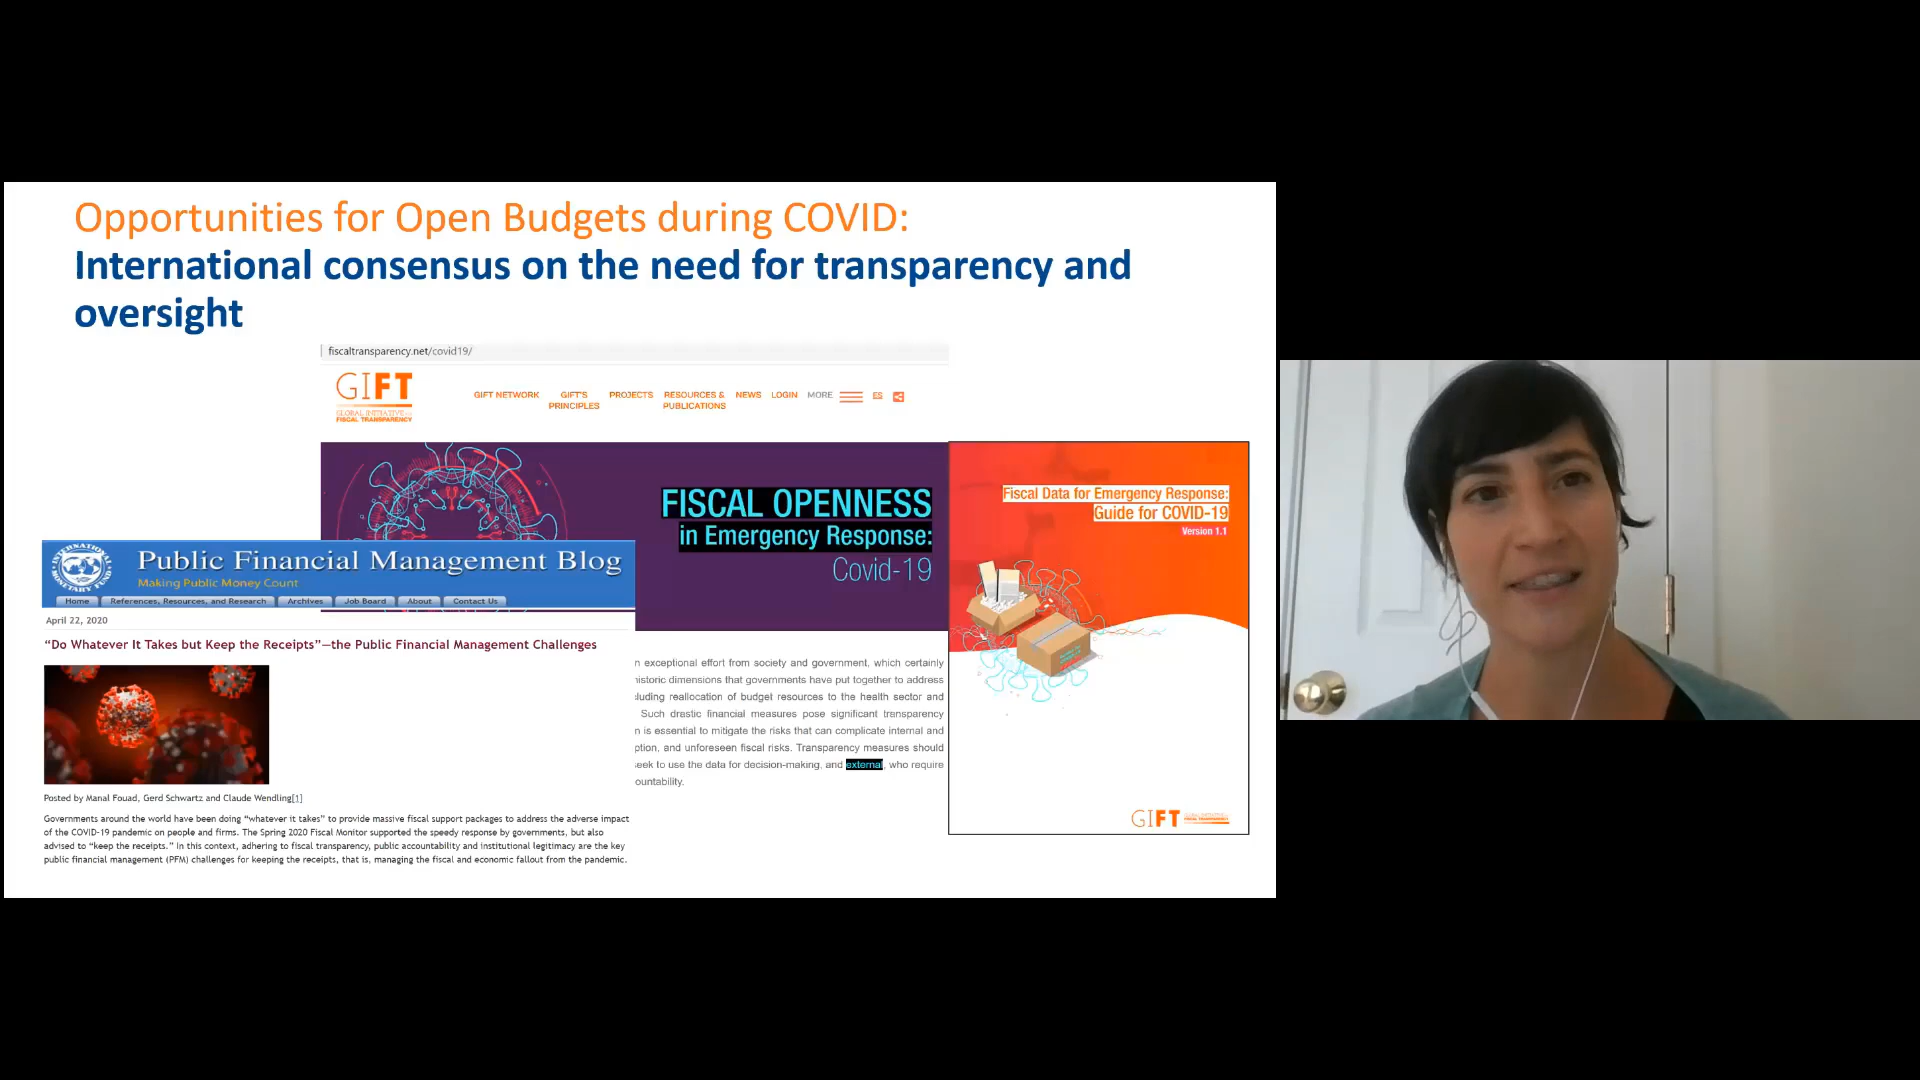 Opportunities for Open Budgets during COVID:
International consensus on the need for transparency and
oversight
fiscaltransparency.net/covid19/
GIFT
GLOBAL INITIATIVE
FISCAL TRANSPARENCY
GIFT NETWORK
GIFT'S
PRINCIPLES
PROJECTS
RESOURCES &
PUBLICATIONS
NEWS
LOGIN
MORE
ES
FISCAL OPENNESS
in Emergency Response:
Covid-19
Fiscal Data for Emergency Response:
Guide for COVID-19
Version 1.1
INTERNATIONAL MONETARY FUND
Public Financial Management Blog
Making Public Money Count
Home
References, Resources, and Research
Archives
Job Board
About
Contact Us
April 22, 2020
“Do Whatever It Takes but Keep the Receipts”—the Public Financial Management Challenges
Posted by Manal Fouad, Gerd Schwartz and Claude Wendling[1]
Governments around the world have been doing “whatever it takes” to provide massive fiscal support packages to address the adverse impact
of the COVID-19 pandemic on people and firms. The Spring 2020 Fiscal Monitor supported the speedy response by governments, but also
advised to “keep the receipts.” In this context, adhering to fiscal transparency, public accountability and institutional legitimacy are the key
public financial management (PFM) challenges for keeping the receipts, that is, managing the fiscal and economic fallout from the pandemic.
n exceptional effort from society and government, which certainly
istoric dimensions that governments have put together to address
luding reallocation of budget resources to the health sector and
Such drastic financial measures pose significant transparency
n is essential to mitigate the risks that can complicate internal and
ption, and unforeseen fiscal risks. Transparency measures should
eek to use the data for decision-making, and external, who require
ountability.
GIFT